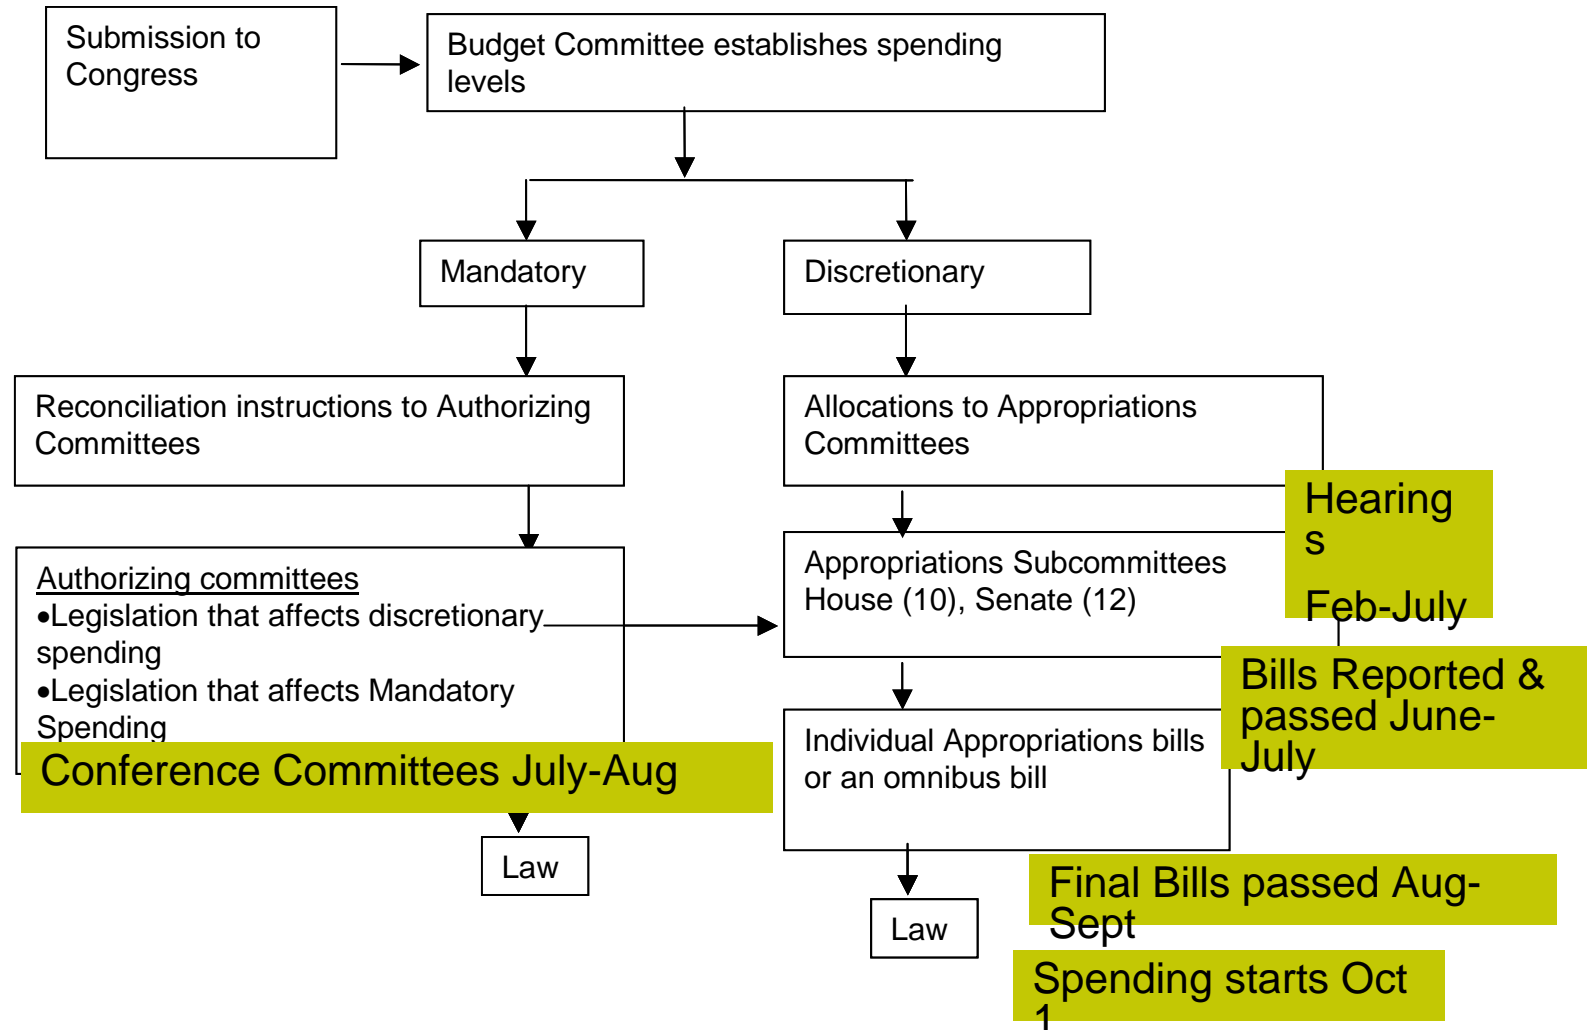 Submission to
Congress
Budget Committee establishes spending
levels
Mandatory
Discretionary
Reconciliation instructions to Authorizing
Committees
Allocations to Appropriations
Committees
Hearing
s
Feb-July
Authorizing committees
•Legislation that affects discretionary
spending
•Legislation that affects Mandatory
Spending
Appropriations Subcommittees
House (10), Senate (12)
Bills Reported &
passed June-
July
Conference Committees July-Aug
Individual Appropriations bills
or an omnibus bill
Law
Law
Final Bills passed Aug-
Sept
Spending starts Oct
1